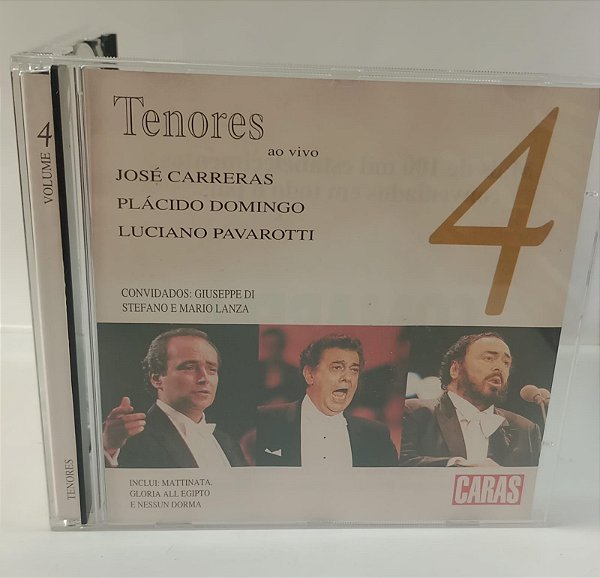 Tenores
ao vivo
4
JOSÉ CARRERAS
PLÁCIDO DOMINGO
LUCIANO PAVAROTTI
CONVIDADOS: GIUSEPPE DI
STEFANO E MARIO LANZA
INCLUI: MATTINATA,
GLORIA ALL EGIPTO
E NESSUN DORMA
CARAS
VOLUME 4
TENORES